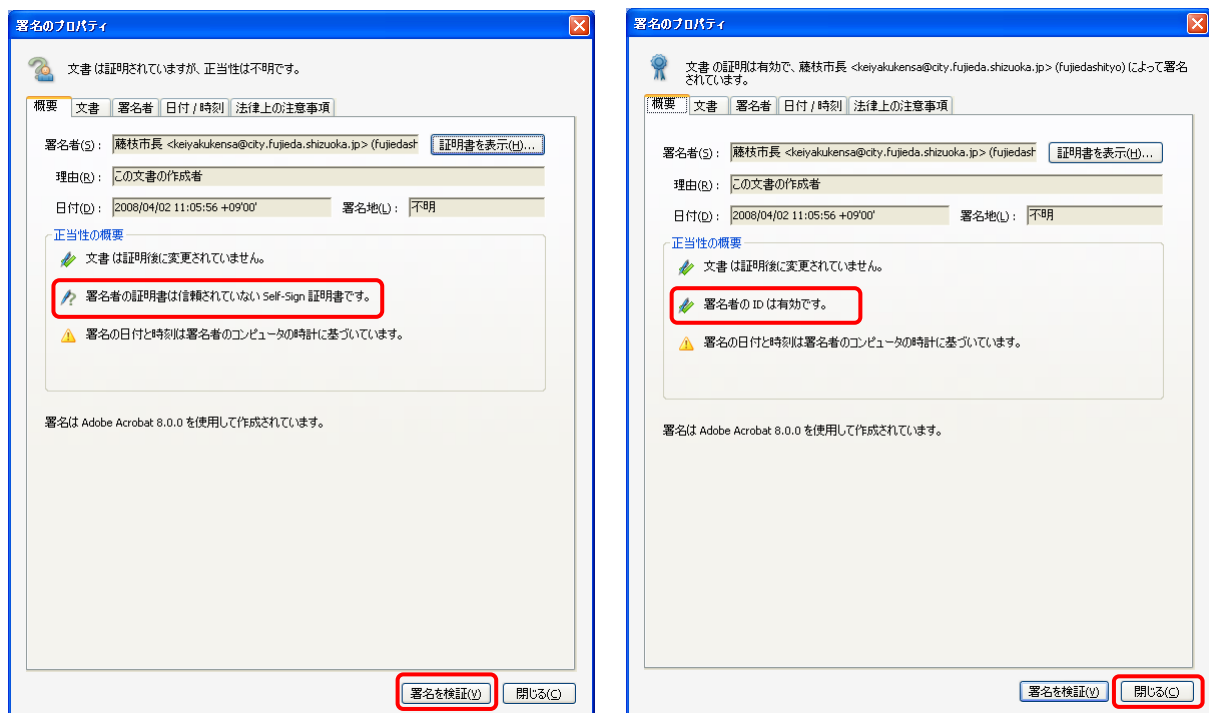 署名のプロパティ
文書 は証明されていますが、正当性は不明です。
概要 文書 署名者 日付 / 時刻 法律上の注意事項
署名者(S)： 藤枝市長 <keiyakukensa@city.fujieda.shizuoka.jp> (fujiedasht 証明書を表示(H)...
理由(R)： この文書の作成者
日付(D)： 2008/04/02 11:05:56 +09'00' 署名地(L)： 不明
正当性の概要
文書 は証明後に変更されていません。
署名者の証明書は信頼されていない Self-Sign 証明書です。
署名の日付と時刻は署名者のコンピュータの時計に基づいています。
署名は Adobe Acrobat 8.0.0 を使用して作成されています。
署名を検証(V) 閉じる(C)
署名のプロパティ
文書 の証明は有効で、藤枝市長 <keiyakukensa@city.fujieda.shizuoka.jp> (fujiedashityo) によって署名
されています。
概要 文書 署名者 日付 / 時刻 法律上の注意事項
署名者(S)： 藤枝市長 <keiyakukensa@city.fujieda.shizuoka.jp> (fujiedasht 証明書を表示(H)...
理由(R)： この文書の作成者
日付(D)： 2008/04/02 11:05:56 +09'00' 署名地(L)： 不明
正当性の概要
文書 は証明後に変更されていません。
署名者の ID は有効です。
署名の日付と時刻は署名者のコンピュータの時計に基づいています。
署名は Adobe Acrobat 8.0.0 を使用して作成されています。
署名を検証(V) 閉じる(C)